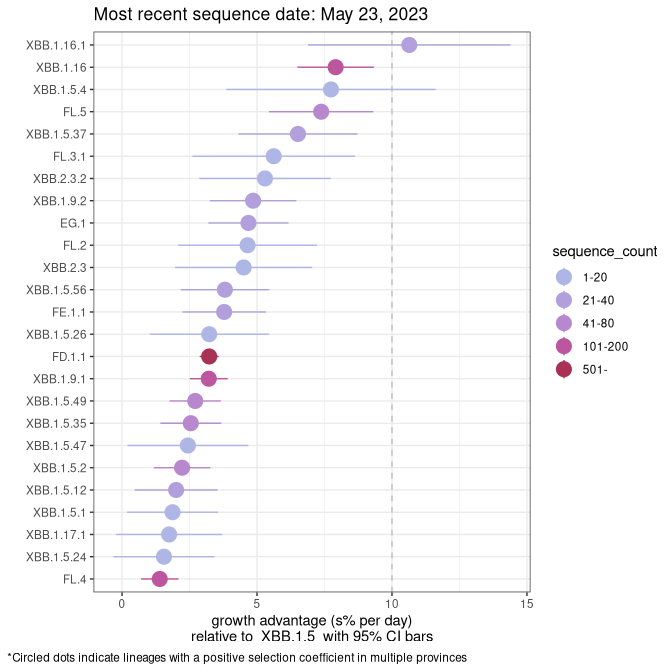 Most recent sequence date: May 23, 2023
XBB.1.16.1
XBB.1.16
XBB.1.5.4
FL.5
XBB.1.5.37
FL.3.1
XBB.2.3.2
XBB.1.9.2
EG.1
FL.2
XBB.2.3
XBB.1.5.56
FE.1.1
XBB.1.5.26
FD.1.1
XBB.1.9.1
XBB.1.5.49
XBB.1.5.35
XBB.1.5.47
XBB.1.5.2
XBB.1.5.12
XBB.1.5.1
XBB.1.17.1
XBB.1.5.24
FL.4
0 5 10 15
growth advantage (s% per day)
relative to XBB.1.5 with 95% CI bars
sequence_count
1-20
21-40
41-80
101-200
501-
*Circled dots indicate lineages with a positive selection coefficient in multiple provinces